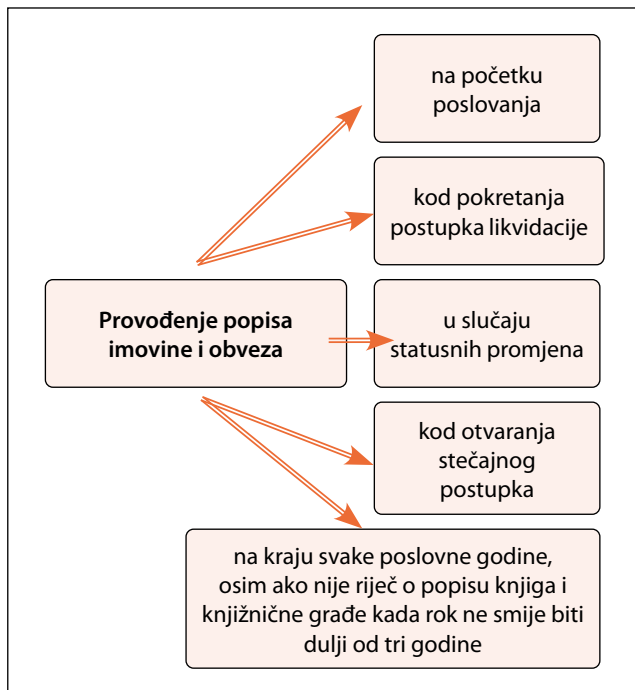 na početku
poslovanja
kod pokretanja
postupka likvidacije
Provođenje popisa
imovine i obveza
u slučaju
statusnih promjena
kod otvaranja
stečajnog
postupka
na kraju svake poslovne godine,
osim ako nije riječ o popisu knjiga i
knjižnične građe kada rok ne smije biti
dulji od tri godine